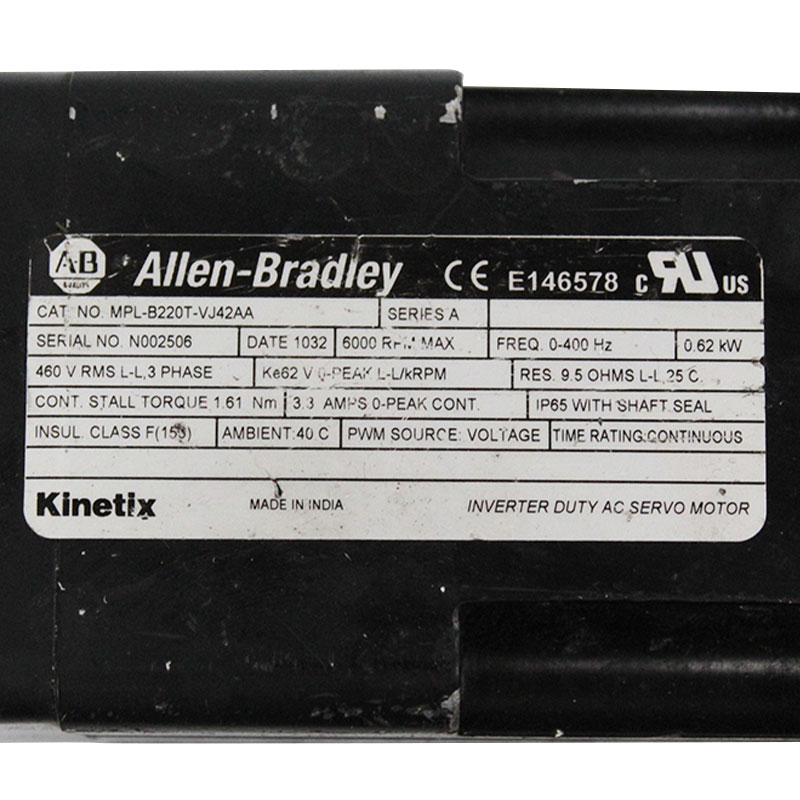 AB QUALITY Allen-Bradley CE E146578 c RU US
CAT. NO. MPL-B220T-VJ42AA SERIES A
SERIAL NO. N002506 DATE 1032 6000 RPM MAX FREQ. 0-400 Hz 0.62 kW
460 V RMS L-L,3 PHASE Ke62 V 0-PEAK L-L/kRPM RES. 9.5 OHMS L-L,25 C
CONT. STALL TORQUE 1.61 Nm 3.3 AMPS 0-PEAK CONT. IP65 WITH SHAFT SEAL
INSUL. CLASS F(155) AMBIENT:40 C PWM SOURCE: VOLTAGE TIME RATING:CONTINUOUS
Kinetix MADE IN INDIA INVERTER DUTY AC SERVO MOTOR